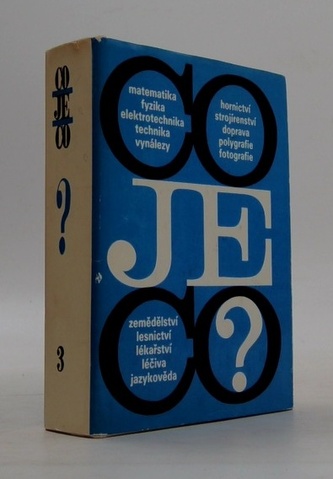 CO
JE
CO
?
3
CO
matematika
fyzika
elektrotechnika
technika
vynálezy
hornictví
strojírenství
doprava
polygrafie
fotografie
JE
CO
?
zemědělství
lesnictví
lékařství
léčiva
jazykověda